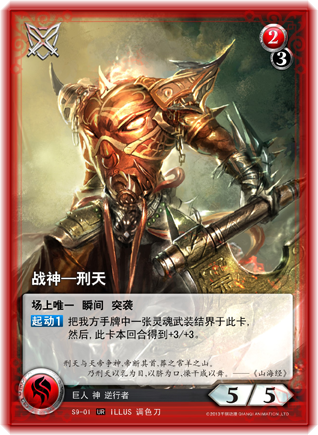 2
3
战神—刑天
场上唯一 瞬间 突袭
起动1 把我方手牌中一张灵魂武装结界于此卡,
然后, 此卡本回合得到+3/+3。
刑天与天帝争神,帝断其首,葬之常羊之山。
乃刑天以乳为目,以脐为口,操干戚以舞。——《山海经》
5 / 5
巨人 神 逆行者
S9-01 UR ILLUS 调色刀